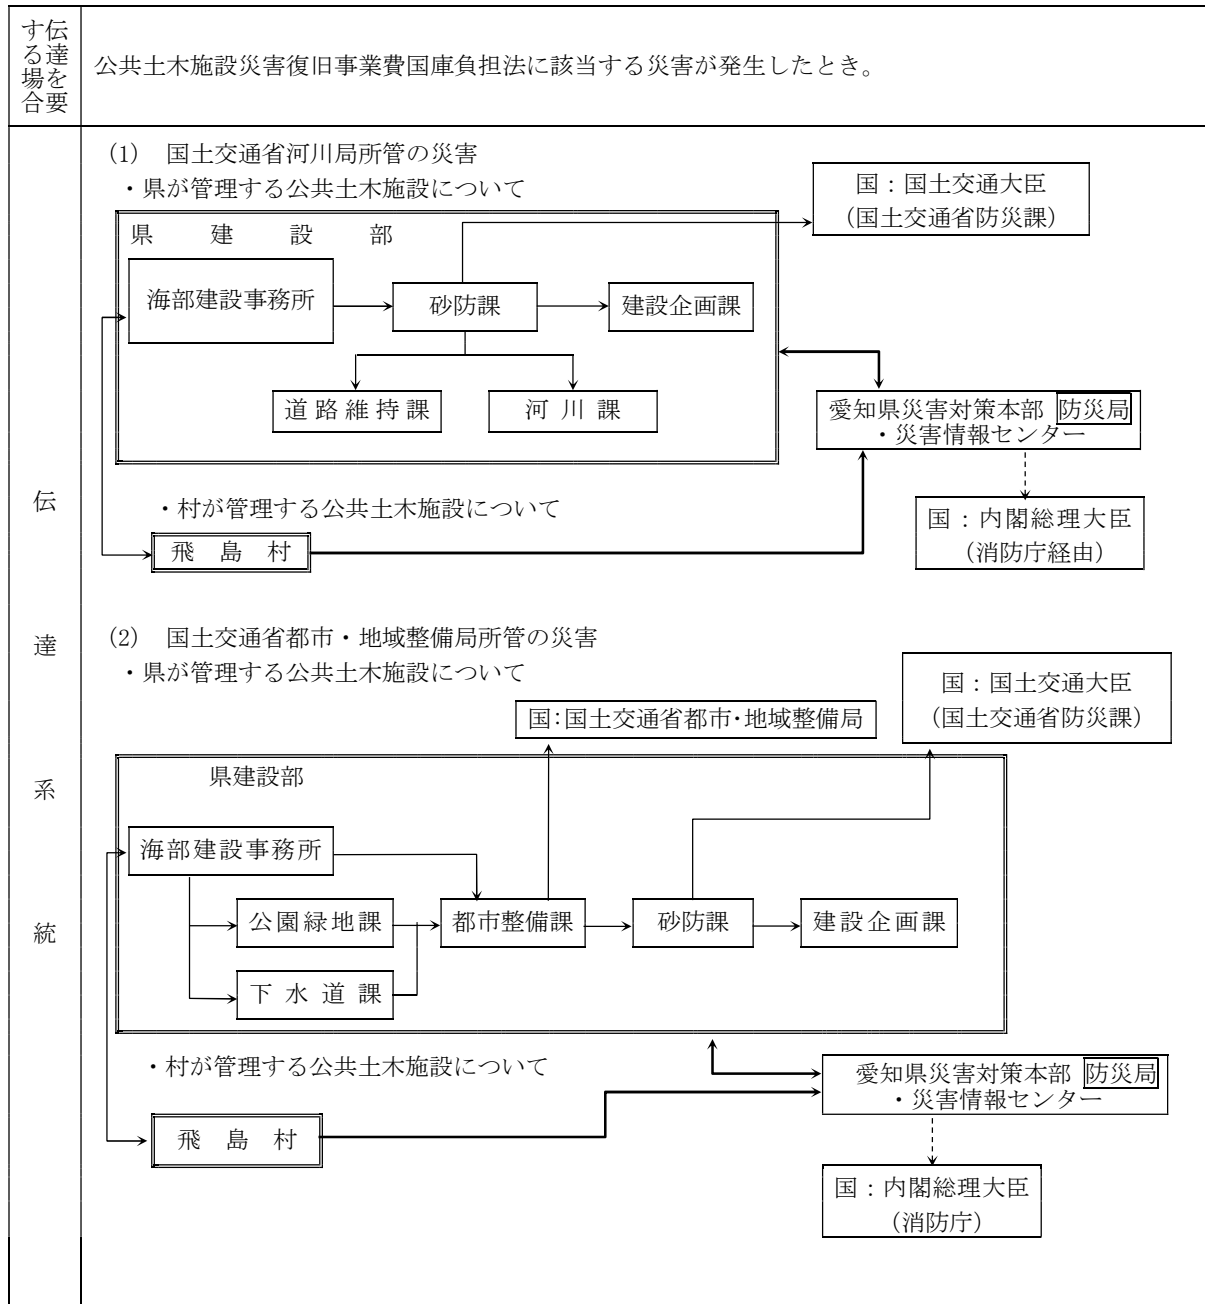 伝達を要
する場合
公共土木施設災害復旧事業費国庫負担法に該当する災害が発生したとき。
伝達系統
(1)　国土交通省河川局所管の災害
・県が管理する公共土木施設について
国：国土交通大臣
（国土交通省防災課）
県　建　設　部
海部建設事務所
砂防課
建設企画課
道路維持課
河川課
愛知県災害対策本部 防災局
・災害情報センター
・村が管理する公共土木施設について
飛島村
国：内閣総理大臣
（消防庁経由）
(2)　国土交通省都市・地域整備局所管の災害
・県が管理する公共土木施設について
国：国土交通大臣
（国土交通省防災課）
国：国土交通省都市・地域整備局
県建設部
海部建設事務所
公園緑地課
都市整備課
砂防課
建設企画課
下水道課
・村が管理する公共土木施設について
愛知県災害対策本部 防災局
・災害情報センター
飛島村
国：内閣総理大臣
（消防庁）